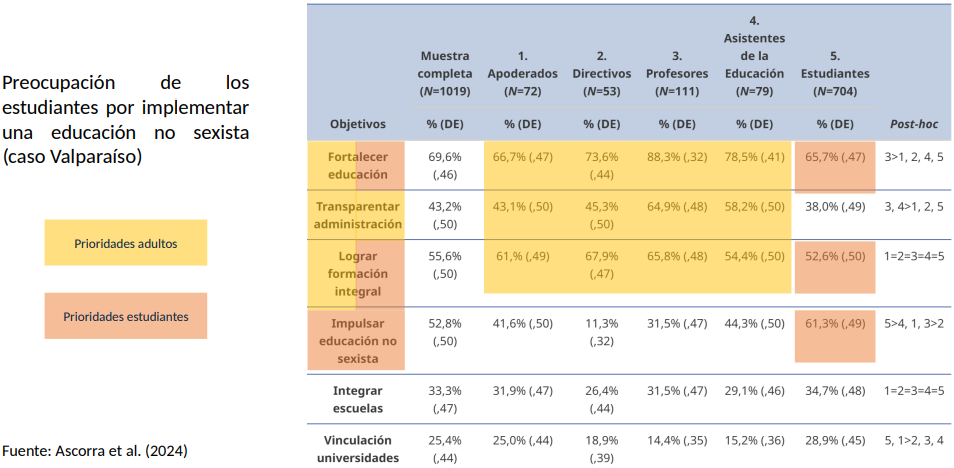 Preocupación de los
estudiantes por implementar
una educación no sexista
(caso Valparaíso)
Prioridades adultos
Prioridades estudiantes
Fuente: Ascorra et al. (2024)
Objetivos
Muestra
completa
(N=1019)
% (DE)
1.
Apoderados
(N=72)
% (DE)
2.
Directivos
(N=53)
% (DE)
3.
Profesores
(N=111)
% (DE)
4.
Asistentes
de la
Educación
(N=79)
% (DE)
5.
Estudiantes
(N=704)
% (DE)
Post-hoc
Fortalecer
educación
69,6%
(,46)
66,7% (,47)
73,6%
(,44)
88,3% (,32)
78,5% (,41)
65,7% (,47)
3>1, 2, 4, 5
Transparentar
administración
43,2%
(,50)
43,1% (,50)
45,3%
(,50)
64,9% (,48)
58,2% (,50)
38,0% (,49)
3, 4>1, 2, 5
Lograr
formación
integral
55,6%
(,50)
61,% (,49)
67,9%
(,47)
65,8% (,48)
54,4% (,50)
52,6% (,50)
1=2=3=4=5
Impulsar
educación no
sexista
52,8%
(,50)
41,6% (,50)
11,3%
(,32)
31,5% (,47)
44,3% (,50)
61,3% (,49)
5>4, 1, 3>2
Integrar
escuelas
33,3%
(,47)
31,9% (,47)
26,4%
(,44)
31,5% (,47)
29,1% (,46)
34,7% (,48)
1=2=3=4=5
Vinculación
universidades
25,4%
(,44)
25,0% (,44)
18,9%
(,39)
14,4% (,35)
15,2% (,36)
28,9% (,45)
5, 1>2, 3, 4